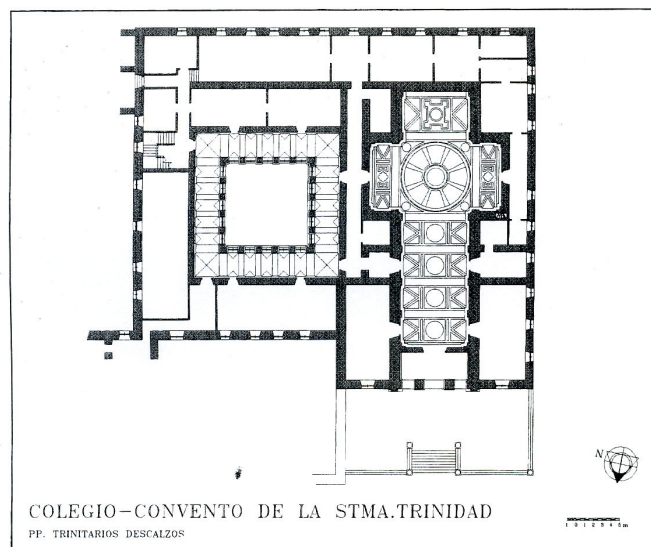 N
COLEGIO-CONVENTO DE LA STMA.TRINIDAD
PP. TRINITARIOS DESCALZOS